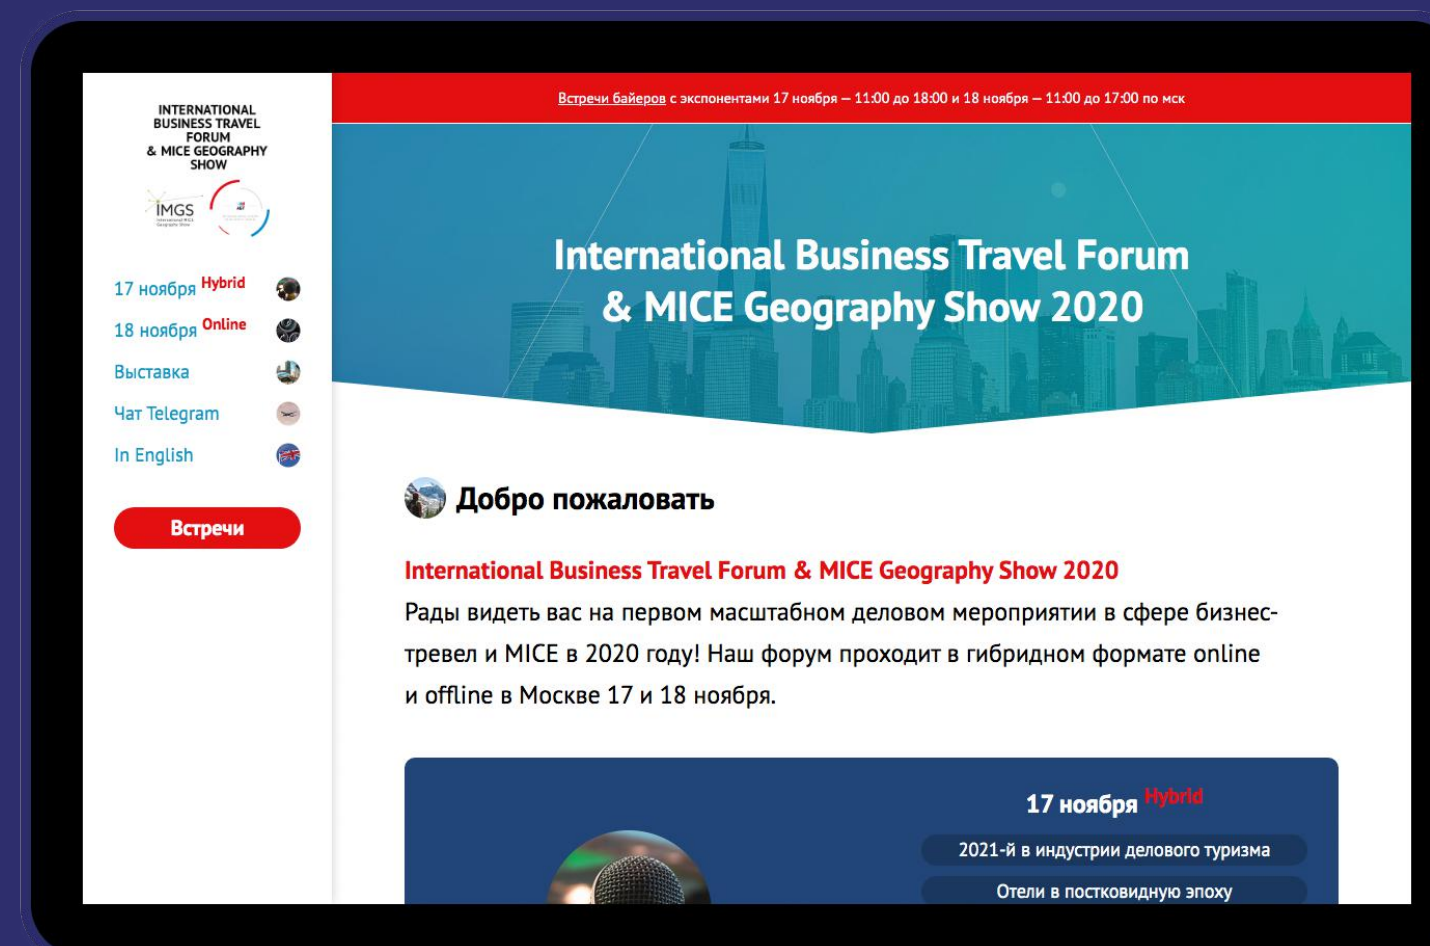 INTERNATIONAL
BUSINESS TRAVEL
FORUM
& MICE GEOGRAPHY
SHOW
IMGS
17 ноября Hybrid
18 ноября Online
Выставка
Чат Telegram
In English
Встречи
Встречи байеров с экспонентами 17 ноября — 11:00 до 18:00 и 18 ноября — 11:00 до 17:00 по мск
International Business Travel Forum
& MICE Geography Show 2020
Добро пожаловать
International Business Travel Forum & MICE Geography Show 2020
Рады видеть вас на первом масштабном деловом мероприятии в сфере бизнес-
тревел и MICE в 2020 году! Наш форум проходит в гибридном формате online
и offline в Москве 17 и 18 ноября.
17 ноября Hybrid
2021-й в индустрии делового туризма
Отели в постковидную эпоху